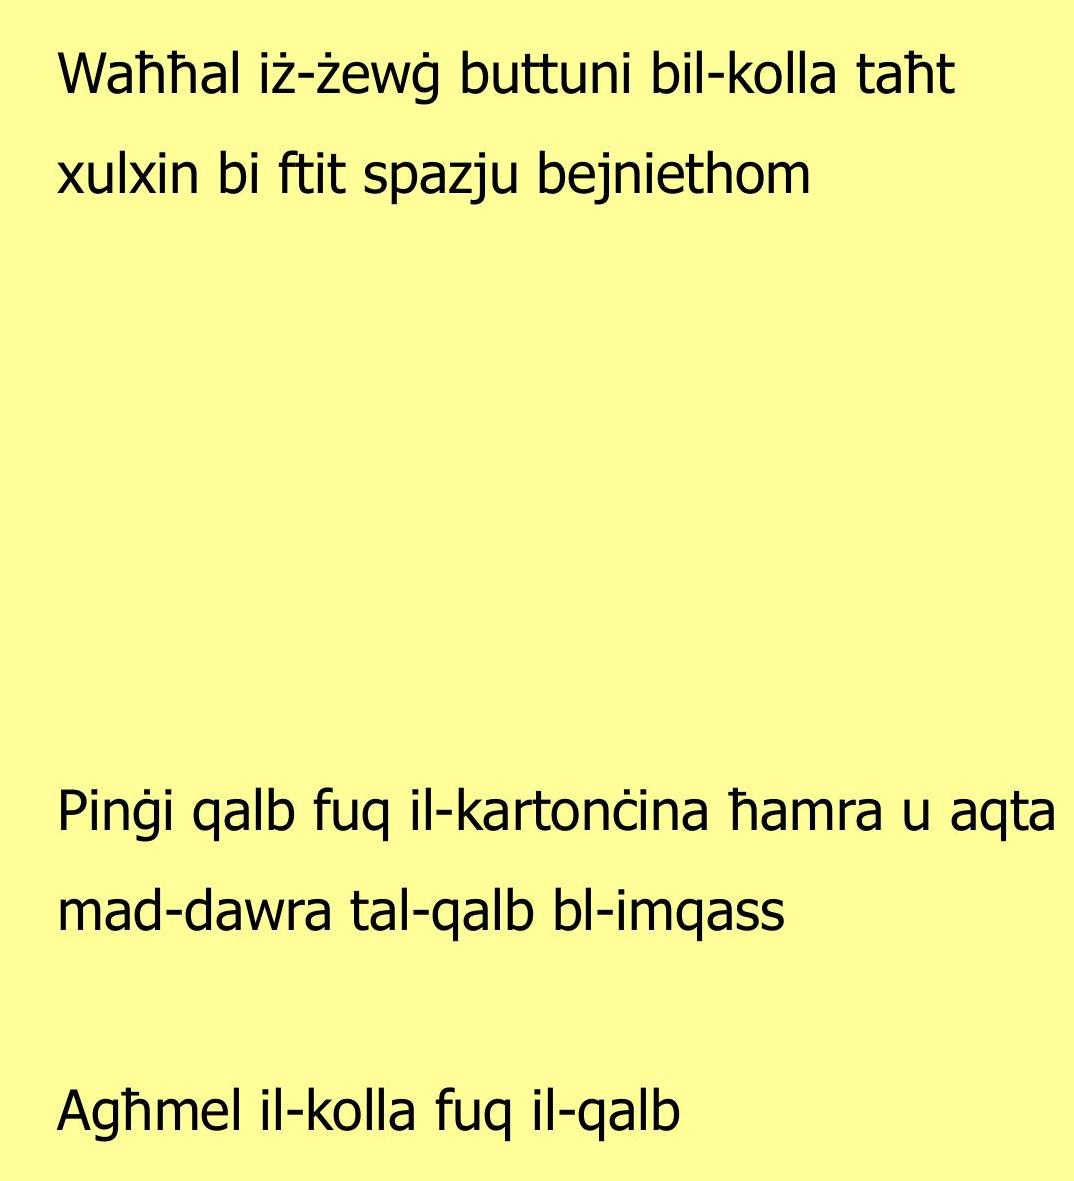 Waħħal iż-żewġ buttuni bil-kolla taħt
xulxin bi ftit spazju bejniethom
Pinġi qalb fuq il-kartonċina ħamra u aqta
mad-dawra tal-qalb bl-imqass
Agħmel il-kolla fuq il-qalb